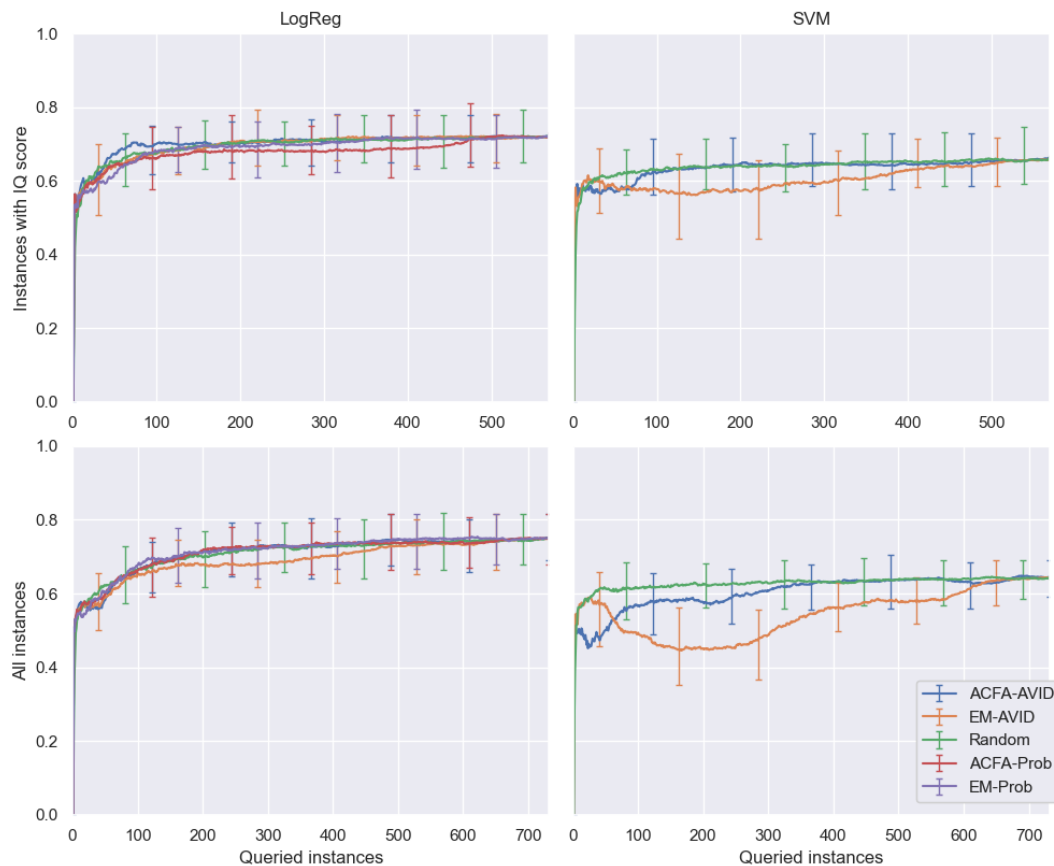 LogReg
SVM
Instances with IQ score
1.0
0.8
0.6
0.4
0.2
0.0
0 100 200 300 400 500
0 100 200 300 400 500
All instances
1.0
0.8
0.6
0.4
0.2
0.0
0 100 200 300 400 500 600 700
0 100 200 300 400 500 600 700
Queried instances
Queried instances
ACFA-AVID
EM-AVID
Random
ACFA-Prob
EM-Prob